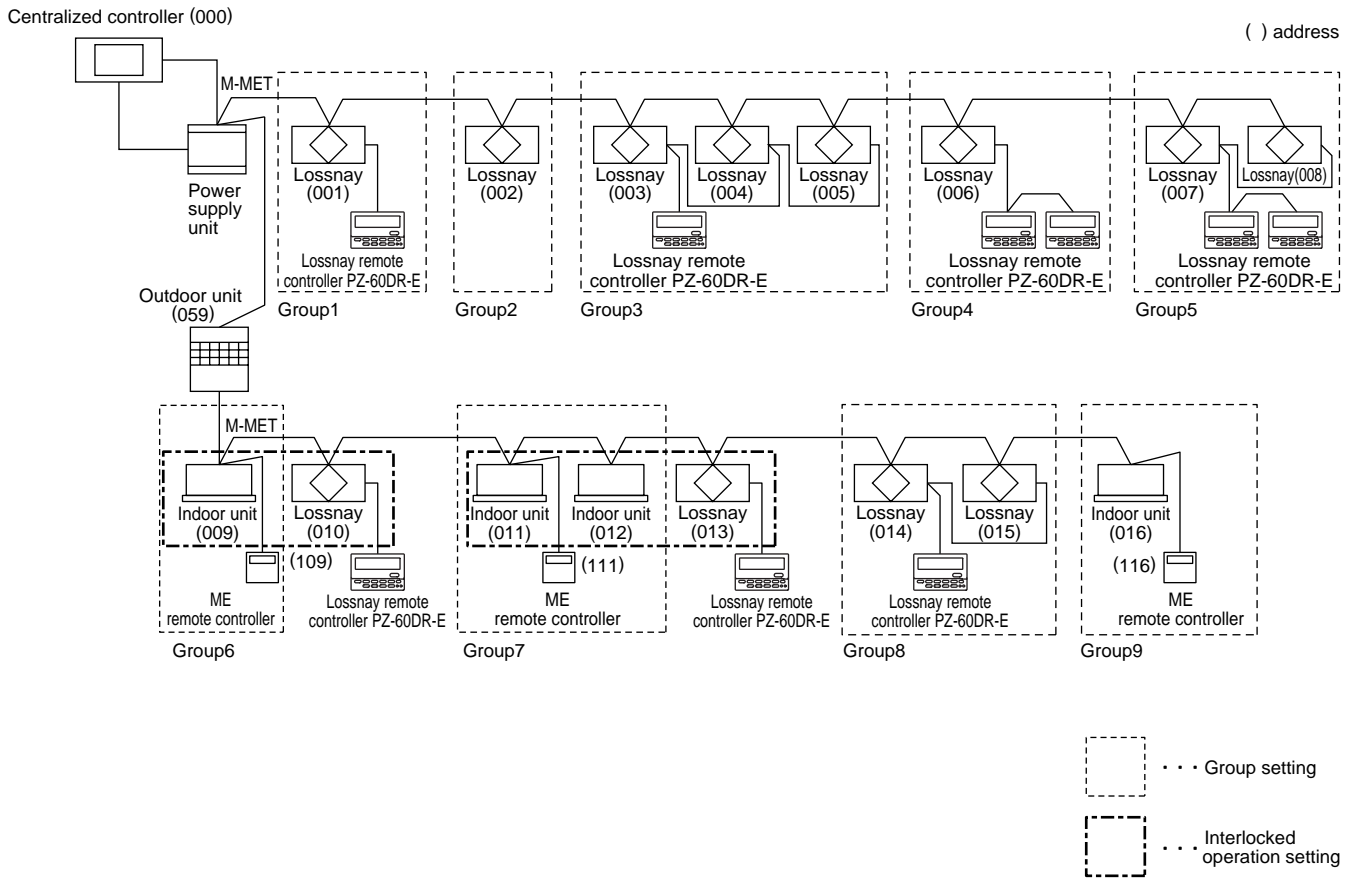 Centralized controller (000)
( ) address
M-MET
Power
supply
unit
Lossnay
(001)
Lossnay remote
controller PZ-60DR-E
Group1
Lossnay
(002)
Group2
Lossnay
(003)
Lossnay
(004)
Lossnay
(005)
Lossnay remote
controller PZ-60DR-E
Group3
Lossnay
(006)
Lossnay remote
controller PZ-60DR-E
Group4
Lossnay
(007)
Lossnay(008)
Lossnay remote
controller PZ-60DR-E
Group5
Outdoor unit
(059)
M-MET
Indoor unit
(009)
Lossnay
(010)
(109)
ME
remote controller
Lossnay remote
controller PZ-60DR-E
Group6
Indoor unit
(011)
Indoor unit
(012)
Lossnay
(013)
(111)
ME
remote controller
Lossnay remote
controller PZ-60DR-E
Group7
Lossnay
(014)
Lossnay
(015)
Lossnay remote
controller PZ-60DR-E
Group8
Indoor unit
(016)
(116)
ME
remote controller
Group9
··· Group setting
··· Interlocked
operation setting